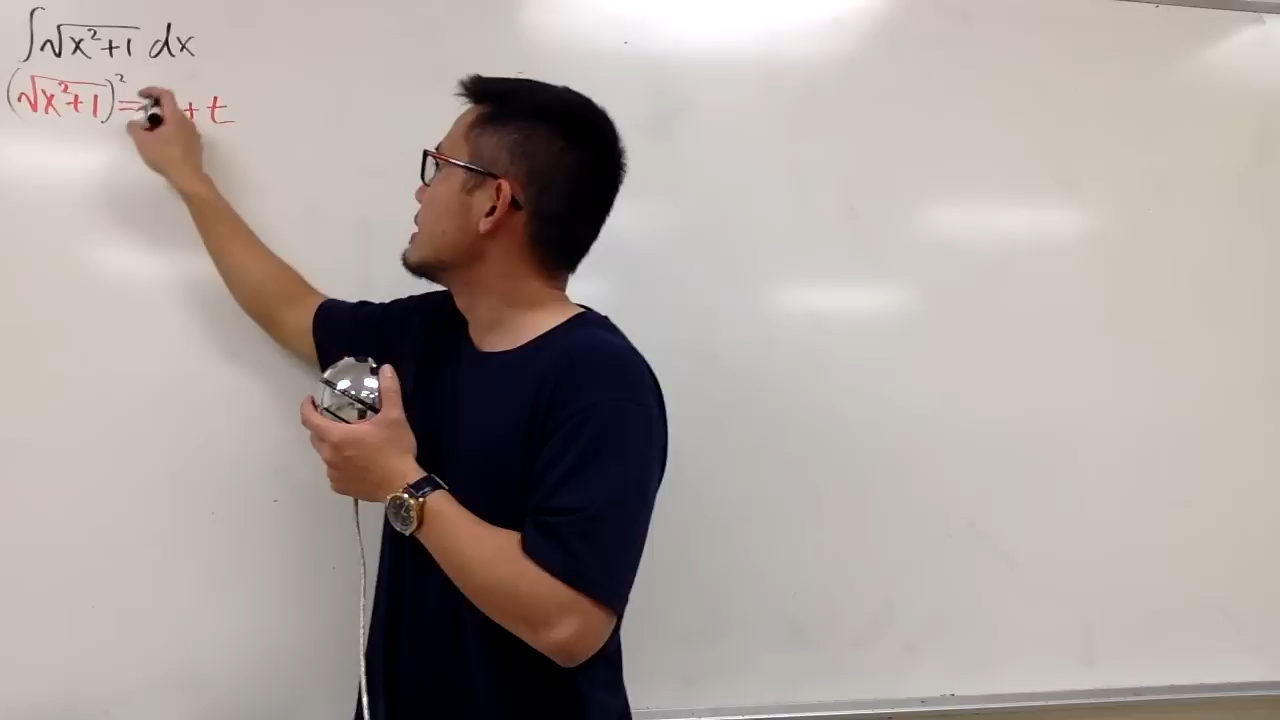 ∫√x²+1 dx
(√x²+1)² = + t